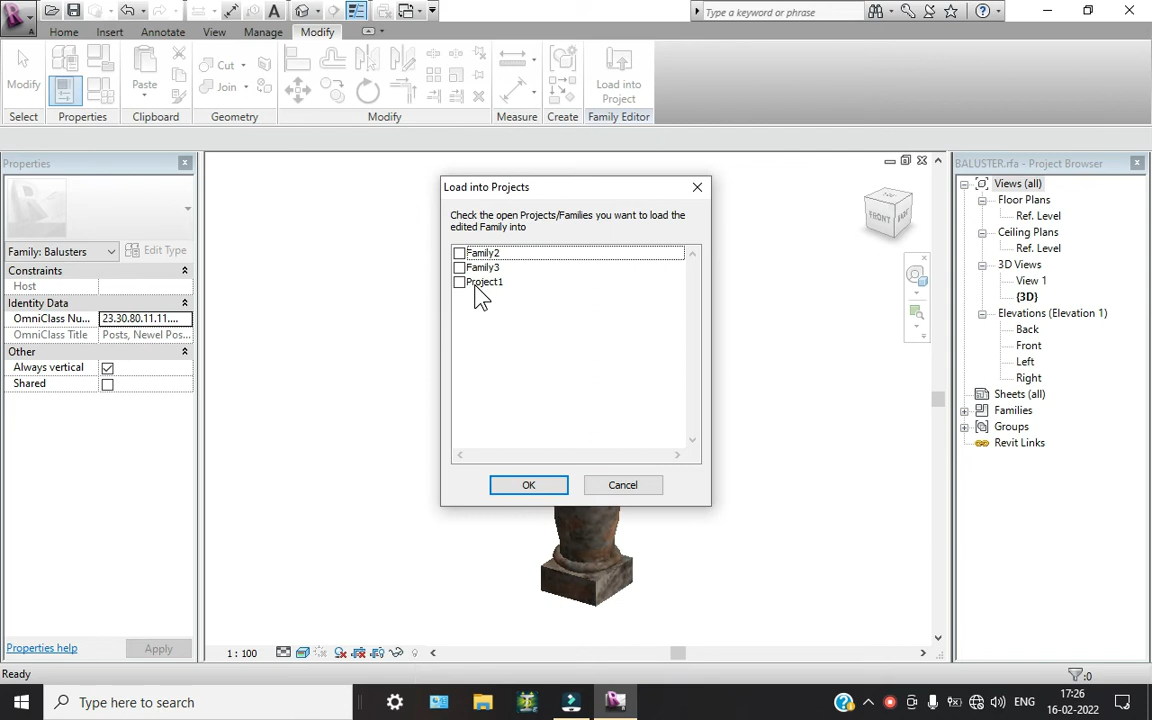 Type a keyword or phrase
Home Insert Annotate View Manage Modify
Modify
Paste
Cut
Join
Load into
Project
Select Properties Clipboard Geometry Modify Measure Create Family Editor
Properties
Family: Balusters
Edit Type
Constraints
Host
Identity Data
OmniClass Nu... 23.30.80.11.11....
OmniClass Title Posts, Newel Pos...
Other
Always vertical
Shared
Properties help
Apply
Load into Projects
Check the open Projects/Families you want to load the
edited Family into
Family2
Family3
Project1
OK
Cancel
FRONT
1 : 100
BALUSTER.rfa - Project Browser
Views (all)
Floor Plans
Ref. Level
Ceiling Plans
Ref. Level
3D Views
View 1
{3D}
Elevations (Elevation 1)
Back
Front
Left
Right
Sheets (all)
Families
Groups
Revit Links
Ready
:0
Type here to search
ENG
17:26
16-02-2022